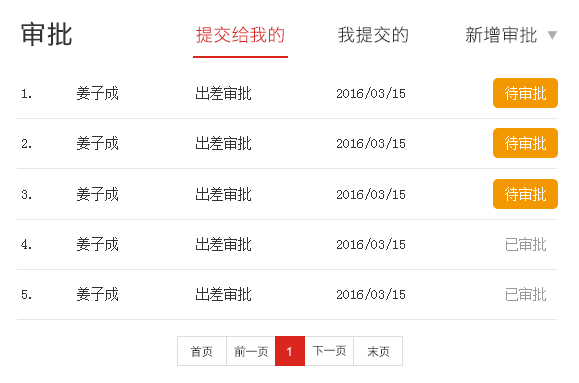 审批 提交给我的 我提交的 新增审批
1. 姜子成 出差审批 2016/03/15 待审批
2. 姜子成 出差审批 2016/03/15 待审批
3. 姜子成 出差审批 2016/03/15 待审批
4. 姜子成 出差审批 2016/03/15 已审批
5. 姜子成 出差审批 2016/03/15 已审批
首页 前一页 1 下一页 末页